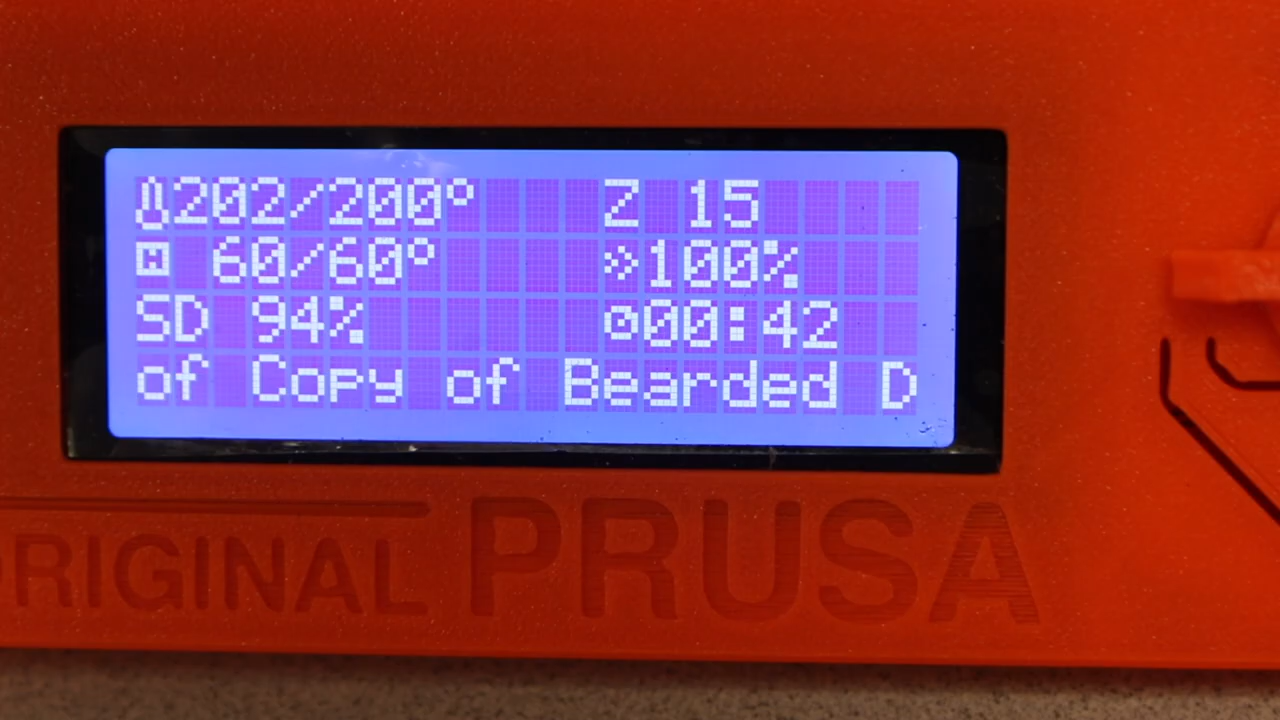 202/200° Z 15
60/60° 100%
SD 94% 00:42
of Copy of Bearded D
ORIGINAL PRUSA